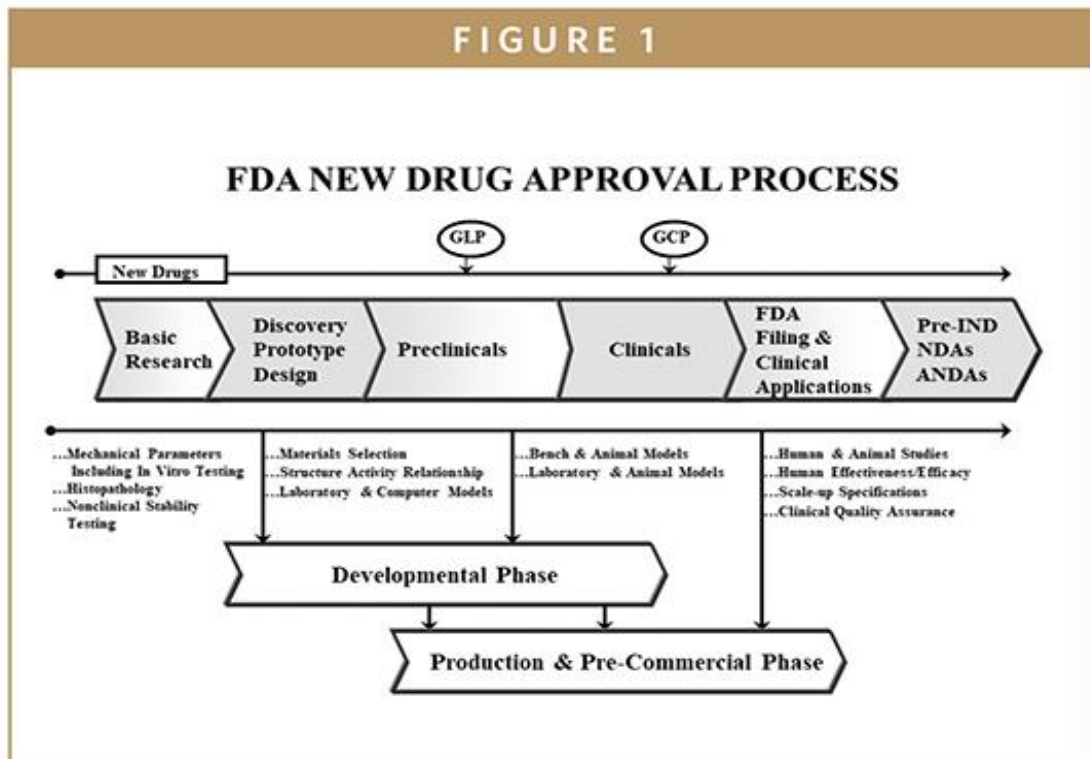 FIGURE 1
FDA NEW DRUG APPROVAL PROCESS
GLP
GCP
New Drugs
Basic
Research
Discovery
Prototype
Design
Preclinicals
Clinicals
FDA
Filing &
Clinical
Applications
Pre-IND
NDAs
ANDAs
...Mechanical Parameters
Including In Vitro Testing
...Histopathology
...Nonclinical Stability
Testing
...Materials Selection
...Structure Activity Relationship
...Laboratory & Computer Models
...Bench & Animal Models
...Laboratory & Animal Models
...Human & Animal Studies
...Human Effectiveness/Efficacy
...Scale-up Specifications
...Clinical Quality Assurance
Developmental Phase
Production & Pre-Commercial Phase